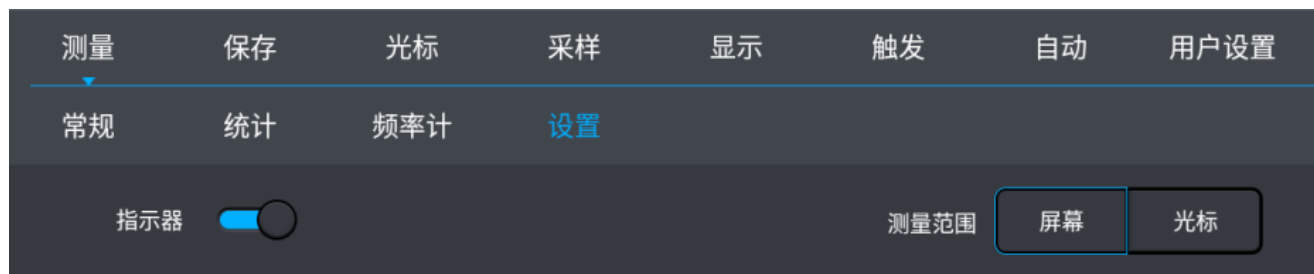 测量 保存 光标 采样 显示 触发 自动 用户设置
常规 统计 频率计 设置
指示器 测量范围 屏幕 光标